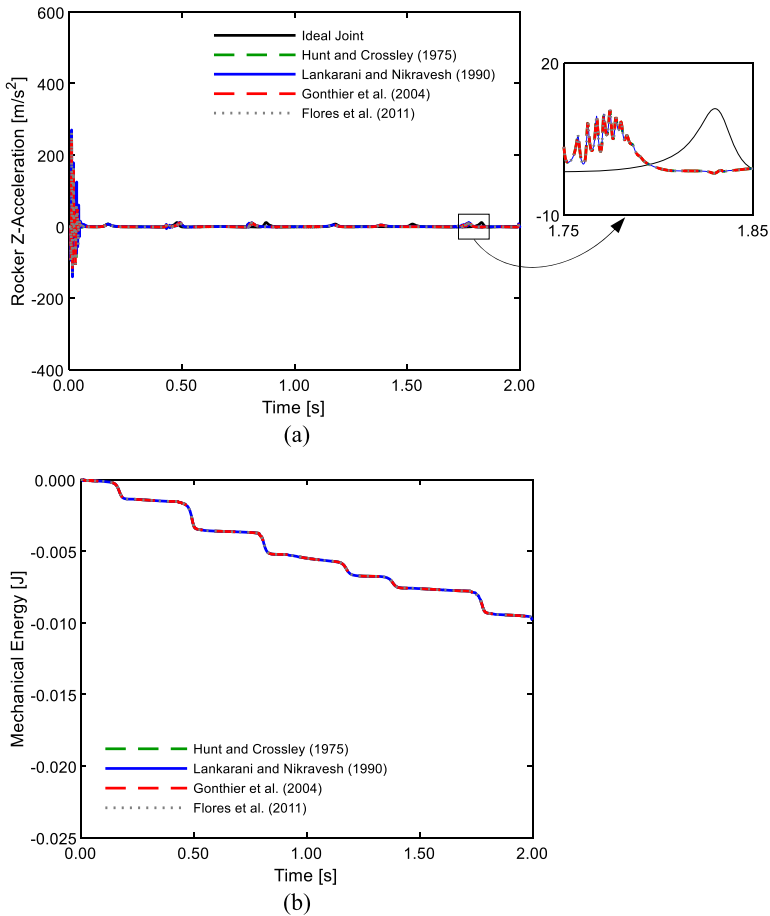 600
400
200
0
-200
-400
Rocker Z-Acceleration [m/s²]
Ideal Joint
Hunt and Crossley (1975)
Lankarani and Nikravesh (1990)
Gonthier et al. (2004)
Flores et al. (2011)
20
-10
1.75
1.85
0.00
0.50
1.00
1.50
2.00
Time [s]
(a)
0.000
-0.005
-0.010
-0.015
-0.020
-0.025
Mechanical Energy [J]
Hunt and Crossley (1975)
Lankarani and Nikravesh (1990)
Gonthier et al. (2004)
Flores et al. (2011)
0.00
0.50
1.00
1.50
2.00
Time [s]
(b)